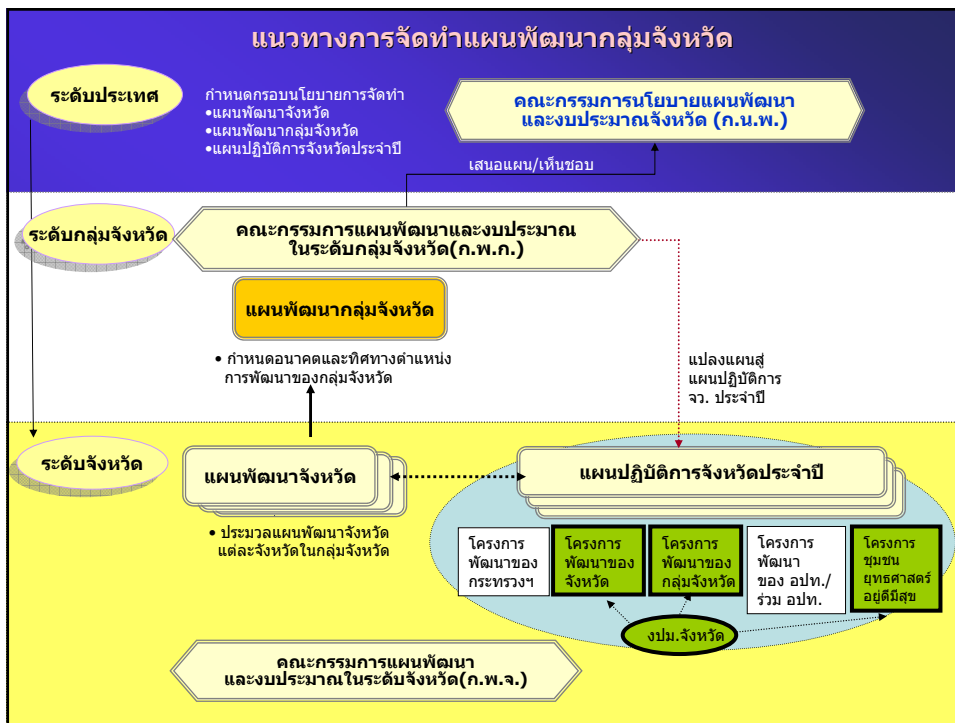 แนวทางการจัดทำแผนพัฒนากลุ่มจังหวัด
ระดับประเทศ
กำหนดกรอบนโยบายการจัดทำ
•แผนพัฒนาจังหวัด
•แผนพัฒนากลุ่มจังหวัด
•แผนปฏิบัติการจังหวัดประจำปี
คณะกรรมการนโยบายแผนพัฒนา
และงบประมาณจังหวัด (ก.น.พ.)
เสนอแผน/เห็นชอบ
ระดับกลุ่มจังหวัด
คณะกรรมการแผนพัฒนาและงบประมาณ
ในระดับกลุ่มจังหวัด(ก.พ.ก.)
แผนพัฒนากลุ่มจังหวัด
• กำหนดอนาคตและทิศทางตำแหน่ง
การพัฒนาของกลุ่มจังหวัด
แปลงแผนสู่
แผนปฏิบัติการ
จว. ประจำปี
ระดับจังหวัด
แผนพัฒนาจังหวัด
แผนปฏิบัติการจังหวัดประจำปี
• ประมวลแผนพัฒนาจังหวัด
แต่ละจังหวัดในกลุ่มจังหวัด
โครงการ
พัฒนาของ
กระทรวงฯ
โครงการ
พัฒนาของ
จังหวัด
โครงการ
พัฒนาของ
กลุ่มจังหวัด
โครงการ
พัฒนา
ของ อปท./
ร่วม อปท.
โครงการ
ชุมชน
ยุทธศาสตร์
อยู่ดีมีสุข
งปม.จังหวัด
คณะกรรมการแผนพัฒนา
และงบประมาณในระดับจังหวัด(ก.พ.จ.)